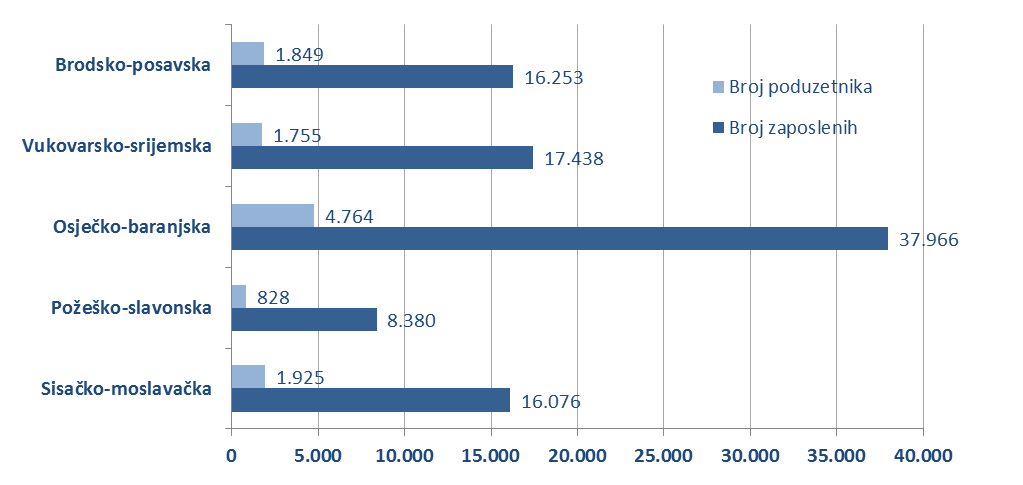 Brodsko-posavska
1.849
16.253
Broj poduzetnika
Broj zaposlenih
Vukovarsko-srijemska
1.755
17.438
Osječko-baranjska
4.764
37.966
Požeško-slavonska
828
8.380
Sisačko-moslavačka
1.925
16.076
0 5.000 10.000 15.000 20.000 25.000 30.000 35.000 40.000